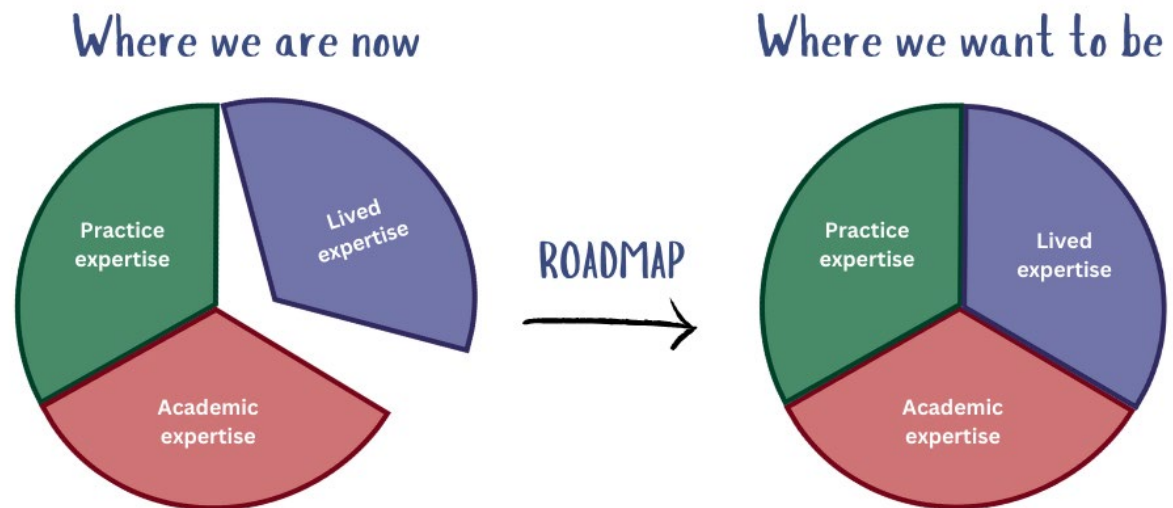 Where we are now
Practice
expertise
Lived
expertise
Academic
expertise
ROADMAP
Where we want to be
Practice
expertise
Lived
expertise
Academic
expertise